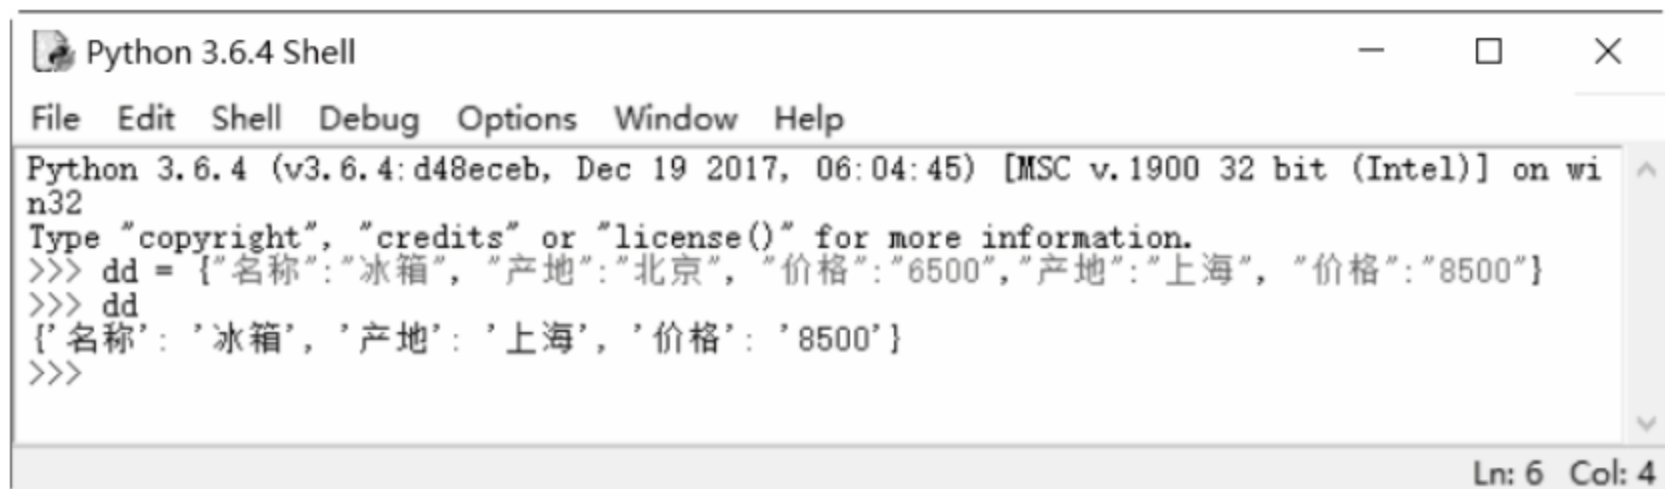 Python 3.6.4 Shell
File Edit Shell Debug Options Window Help
Python 3.6.4 (v3.6.4:d48eceb, Dec 19 2017, 06:04:45) [MSC v.1900 32 bit (Intel)] on wi
n32
Type "copyright", "credits" or "license()" for more information.
>>> dd = {"名称":"冰箱", "产地":"北京", "价格":"6500","产地":"上海", "价格":"8500"}
>>> dd
{'名称': '冰箱', '产地': '上海', '价格': '8500'}
>>>
Ln: 6 Col: 4